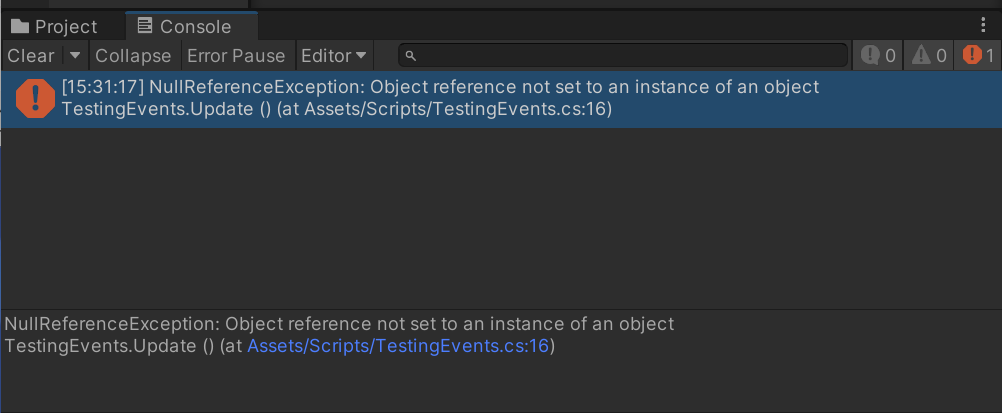 Project Console
Clear Collapse Error Pause Editor 0 0 1
[15:31:17] NullReferenceException: Object reference not set to an instance of an object
TestingEvents.Update () (at Assets/Scripts/TestingEvents.cs:16)
NullReferenceException: Object reference not set to an instance of an object
TestingEvents.Update () (at Assets/Scripts/TestingEvents.cs:16)